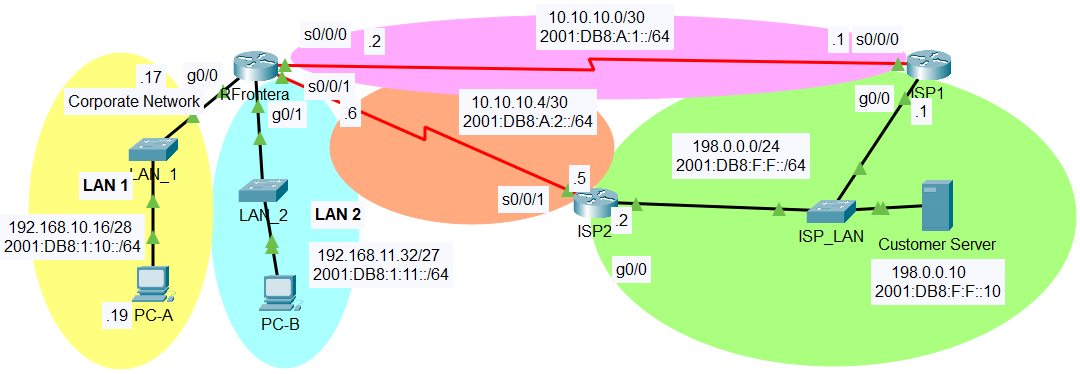 10.10.10.0/30
2001:DB8:A:1::/64
s0/0/0
.2
.1
s0/0/0
.17
g0/0
RFrontera
ISP1
Corporate Network
s0/0/1
g0/1
.6
10.10.10.4/30
2001:DB8:A:2::/64
g0/0
.1
198.0.0.0/24
2001:DB8:F:F::/64
LAN_1
LAN 1
.5
s0/0/1
LAN_2
LAN 2
ISP2
.2
ISP_LAN
Customer Server
192.168.10.16/28
2001:DB8:1:10::/64
192.168.11.32/27
2001:DB8:1:11::/64
g0/0
198.0.0.10
2001:DB8:F:F::10
.19
PC-A
PC-B